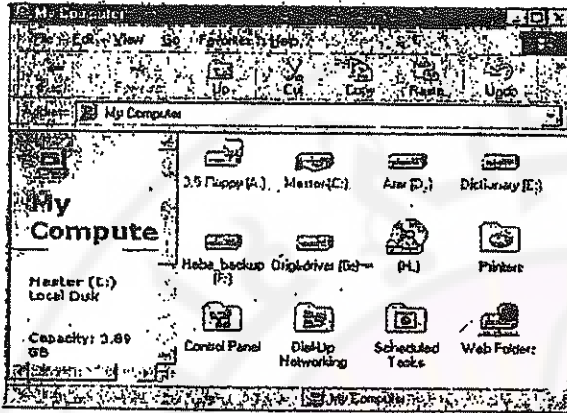 My Computer
File Edit View Go Favorites Help
Up Cut Copy Paste Undo
My Computer
3.5 Floppy (A:) Master (C:) Dictionary (E:)
My
Compute
Heba_backup (H:) Printers
(F:)
Master (C:)
Local Disk
Capacity: 3.89
GB
Control Panel Dial-Up Scheduled Web Folders
Networking Tasks
My Computer